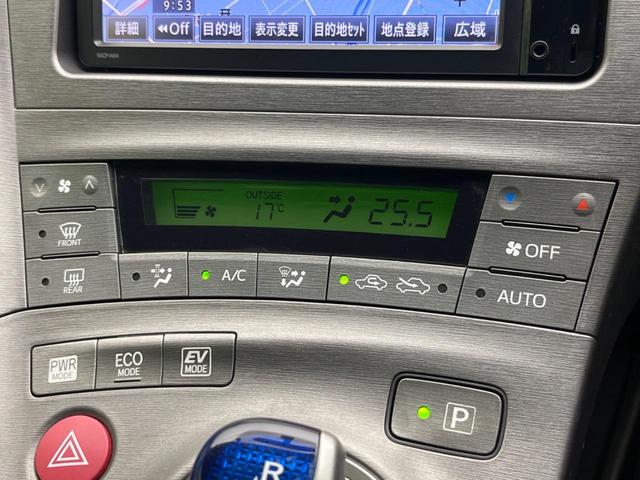 9:53
詳細 ◀◀Off 目的地 表示変更 目的地ｾｯﾄ 地点登録 広域
NSCP-W64
OUTSIDE
17℃ 25.5
FRONT
OFF
REAR
A/C
AUTO
PWR MODE
ECO MODE
EV MODE
P
R